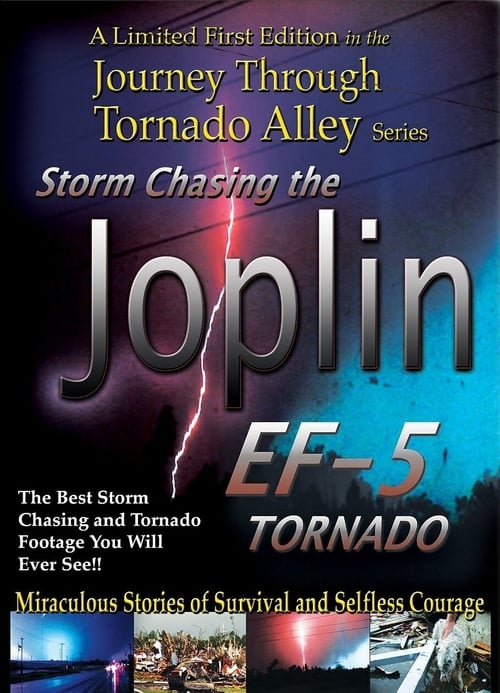 A Limited First Edition in the
Journey Through
Tornado Alley Series
Storm Chasing the
Joplin
EF-5
TORNADO
The Best Storm
Chasing and Tornado
Footage You Will
Ever See!!
Miraculous Stories of Survival and Selfless Courage